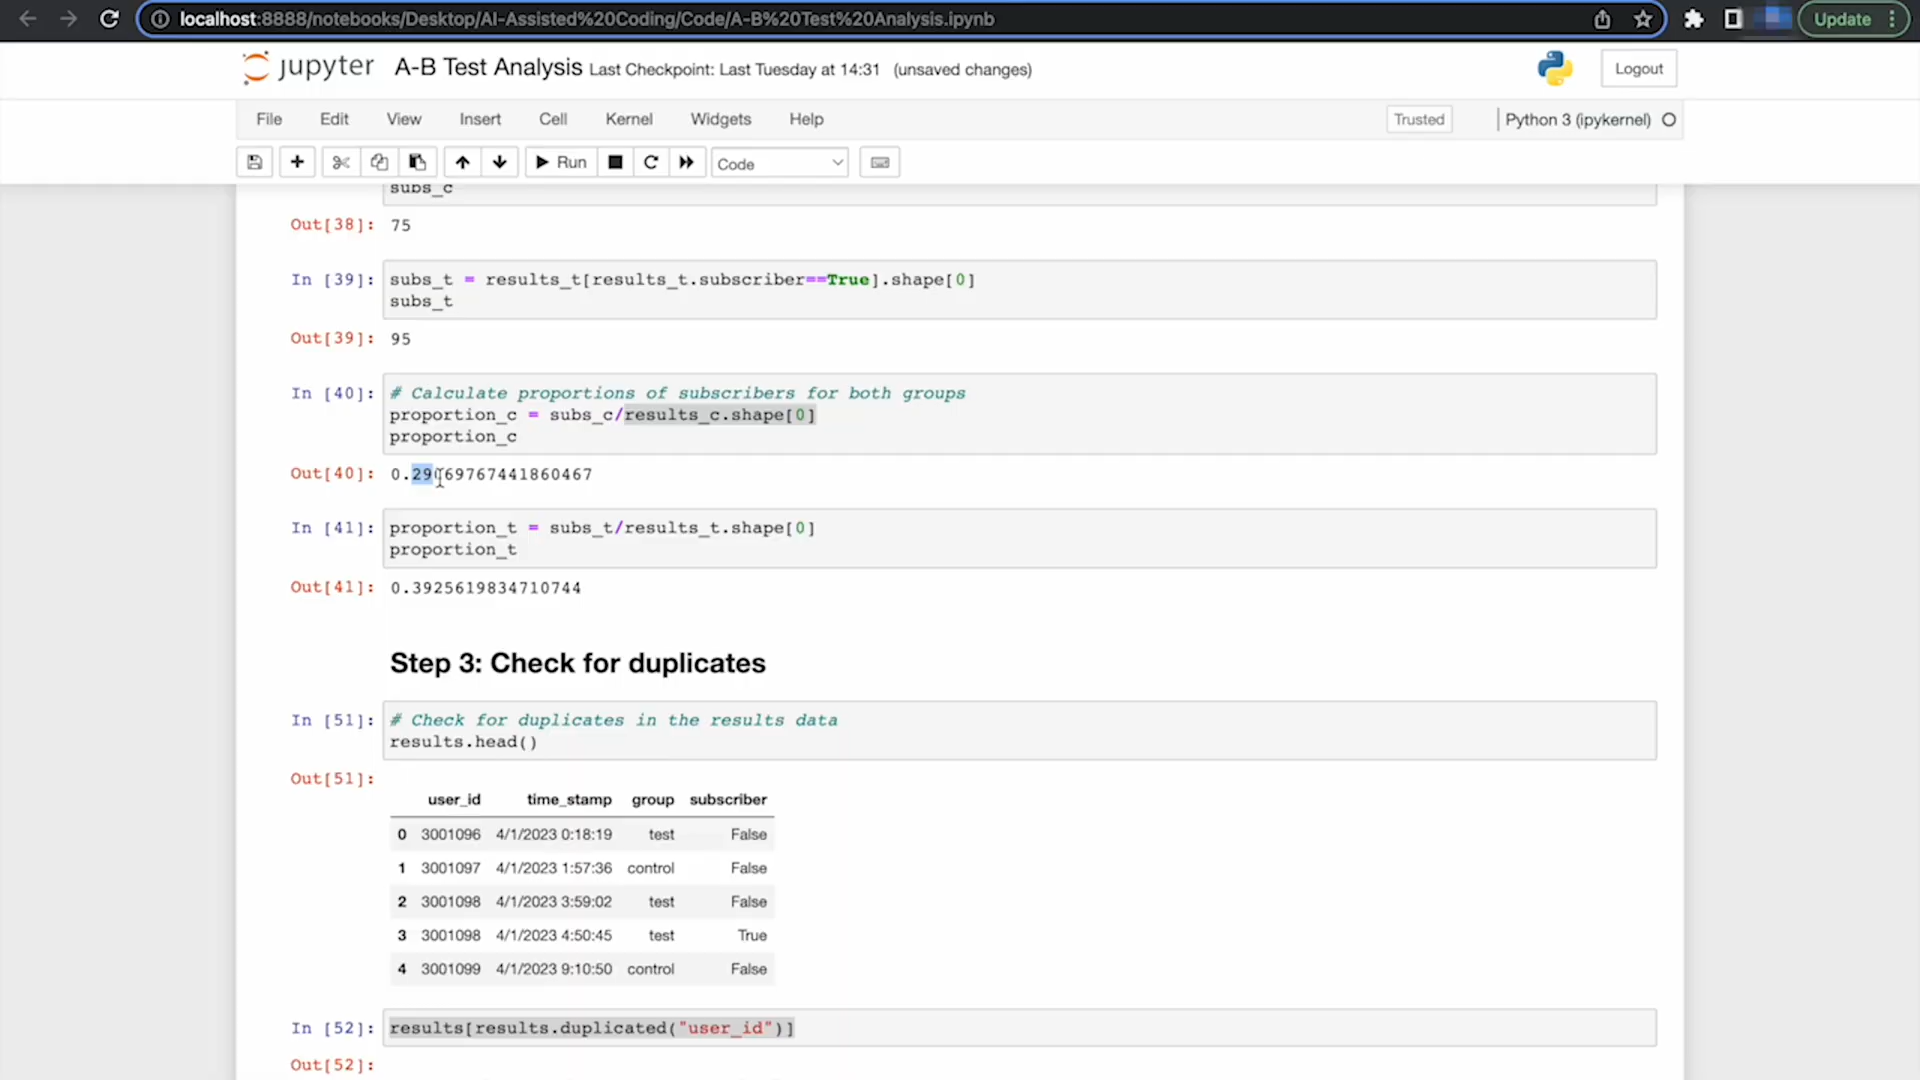 localhost:8888/notebooks/Desktop/AI-Assisted%20Coding/Code/A-B%20Test%20Analysis.ipynb
Update
jupyter A-B Test Analysis Last Checkpoint: Last Tuesday at 14:31 (unsaved changes)
Logout
File Edit View Insert Cell Kernel Widgets Help
Trusted
Python 3 (ipykernel)
Run
Code
subs_c
Out[38]: 75
In [39]: subs_t = results_t[results_t.subscriber==True].shape[0]
subs_t
Out[39]: 95
In [40]: # Calculate proportions of subscribers for both groups
proportion_c = subs_c/results_c.shape[0]
proportion_c
Out[40]: 0.29069767441860467
In [41]: proportion_t = subs_t/results_t.shape[0]
proportion_t
Out[41]: 0.3925619834710744
Step 3: Check for duplicates
In [51]: # Check for duplicates in the results data
results.head()
Out[51]:
user_id time_stamp group subscriber
0 3001096 4/1/2023 0:18:19 test False
1 3001097 4/1/2023 1:57:36 control False
2 3001098 4/1/2023 3:59:02 test False
3 3001098 4/1/2023 4:50:45 test True
4 3001099 4/1/2023 9:10:50 control False
In [52]: results[results.duplicated("user_id")]
Out[52]: